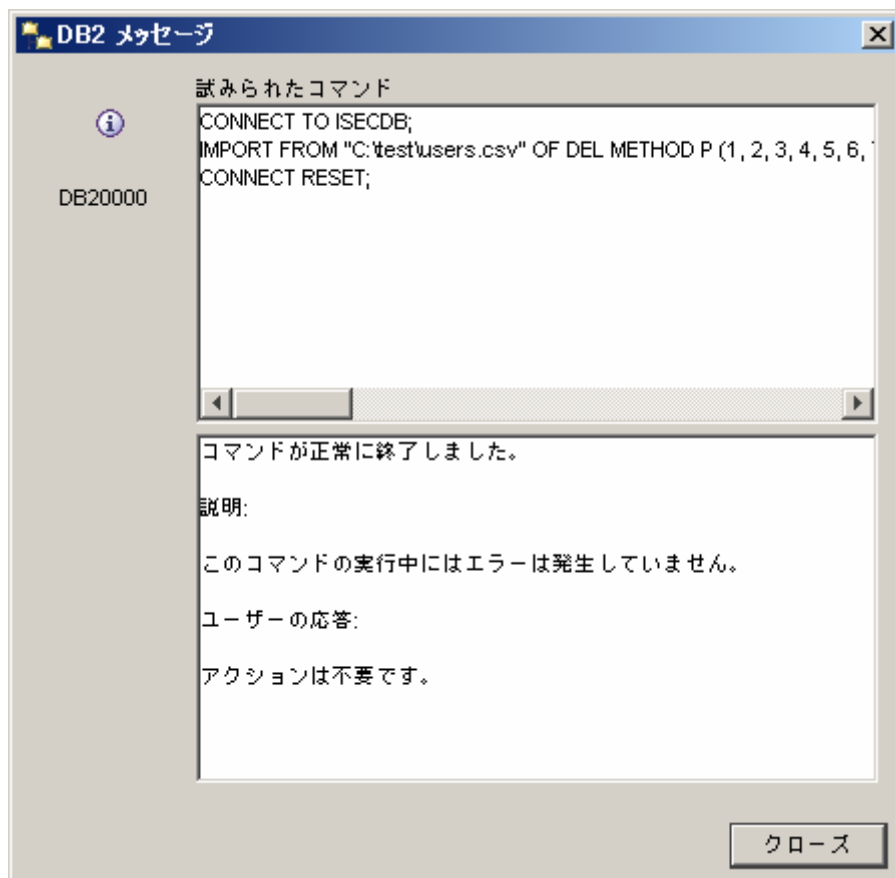 DB2 メッセージ
試みられたコマンド
CONNECT TO ISECDB;
IMPORT FROM "C:\test\users.csv" OF DEL METHOD P (1, 2, 3, 4, 5, 6,
CONNECT RESET;
DB20000
コマンドが正常に終了しました。
説明:
このコマンドの実行中にはエラーは発生していません。
ユーザーの応答:
アクションは不要です。
クローズ